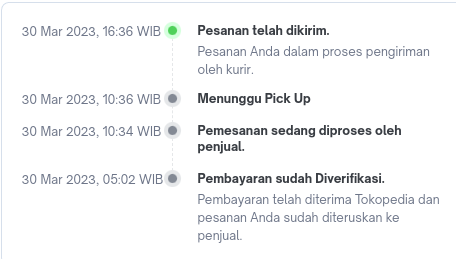 30 Mar 2023, 16:36 WIB Pesanan telah dikirim.
Pesanan Anda dalam proses pengiriman
oleh kurir.
30 Mar 2023, 10:36 WIB Menunggu Pick Up
30 Mar 2023, 10:34 WIB Pemesanan sedang diproses oleh
penjual.
30 Mar 2023, 05:02 WIB Pembayaran sudah Diverifikasi.
Pembayaran telah diterima Tokopedia dan
pesanan Anda sudah diteruskan ke
penjual.